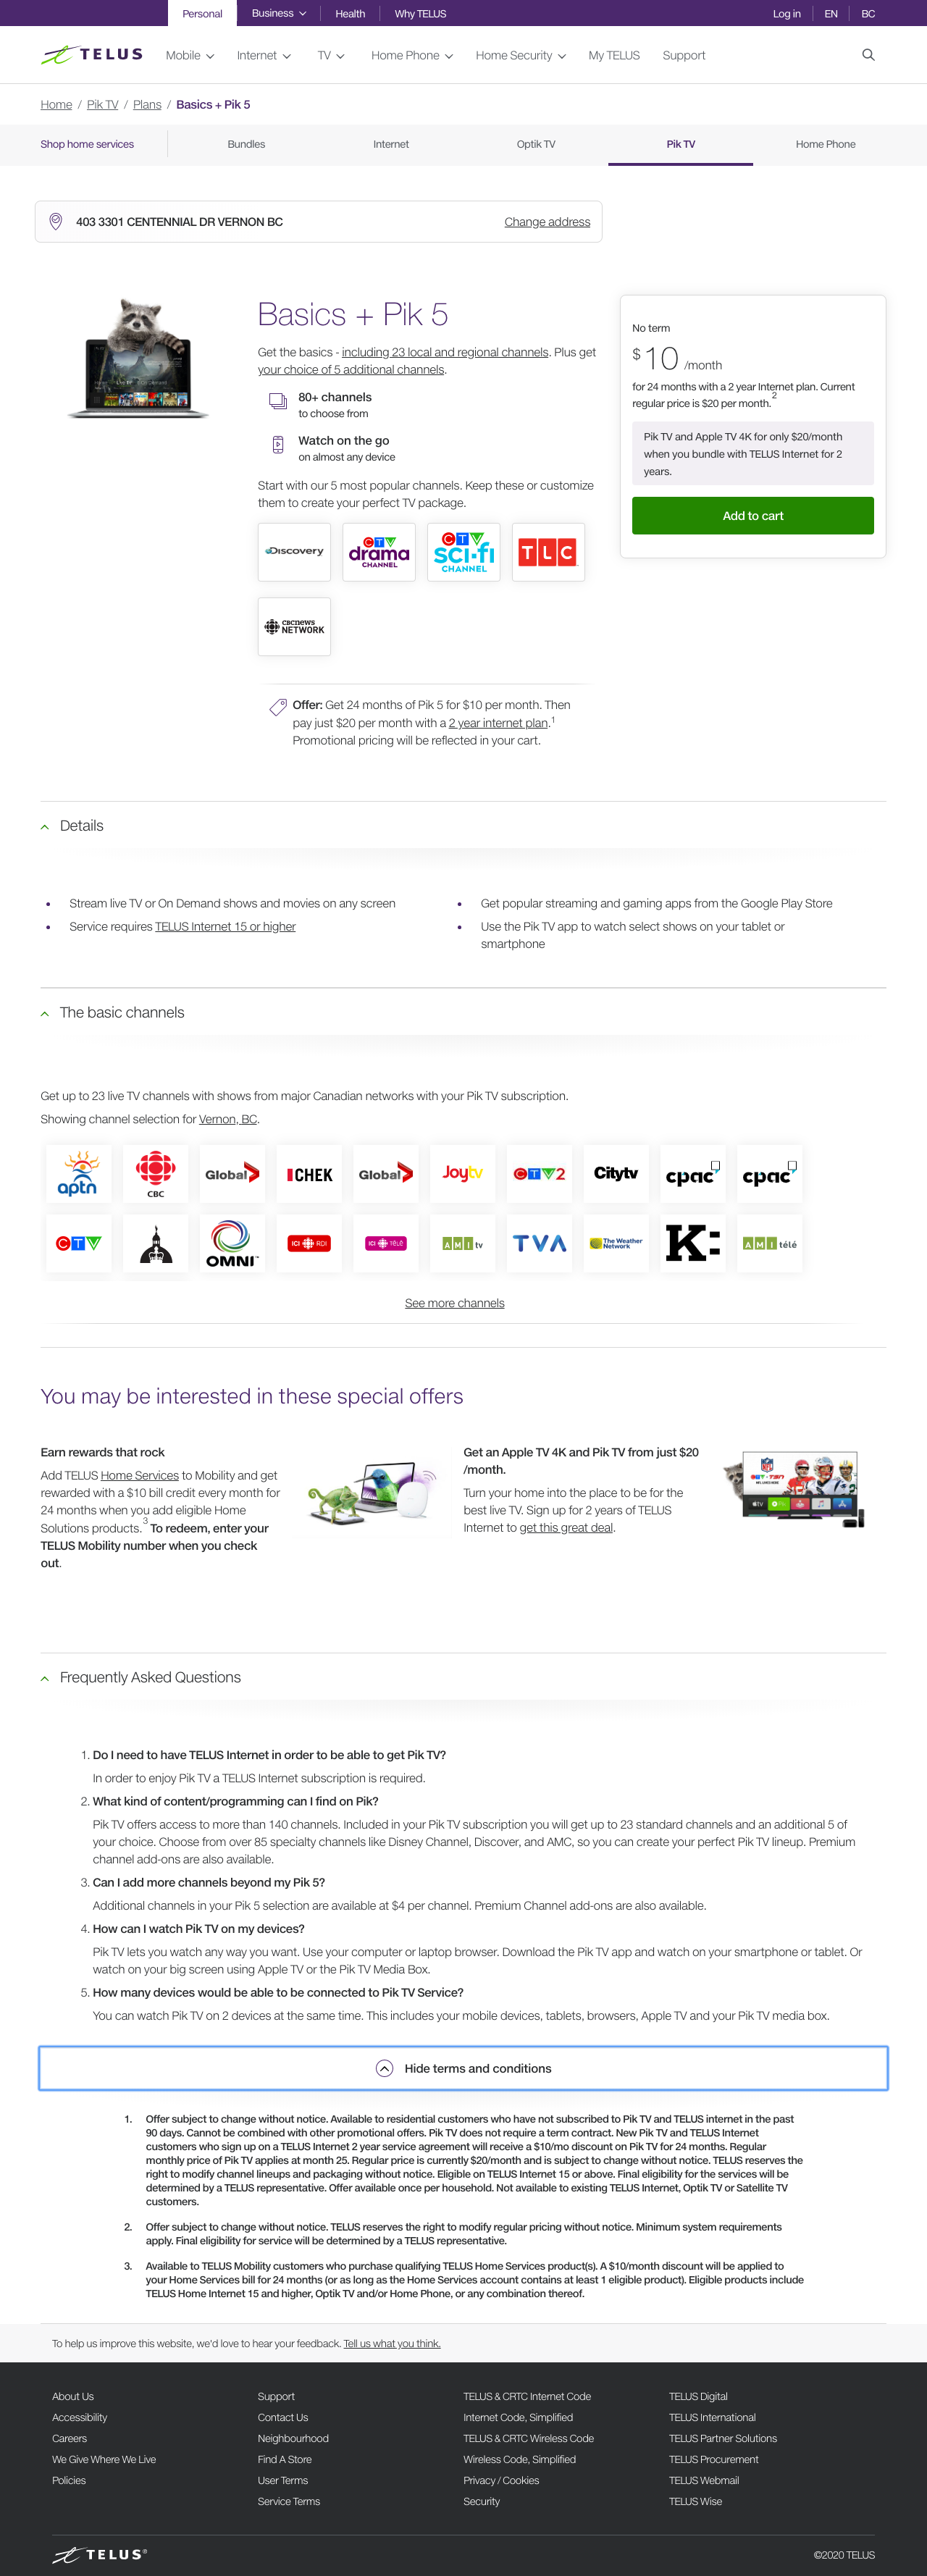 Personal Business Health Why TELUS Log in EN BC
TELUS Mobile Internet TV Home Phone Home Security My TELUS Support
Home / Pik TV / Plans / Basics + Pik 5
Shop home services Bundles Internet Optik TV Pik TV Home Phone
403 3301 CENTENNIAL DR VERNON BC Change address
Basics + Pik 5
Get the basics - including 23 local and regional channels. Plus get
your choice of 5 additional channels.
80+ channels
to choose from
Watch on the go
on almost any device
Start with our 5 most popular channels. Keep these or customize
them to create your perfect TV package.
Discovery CTV drama CHANNEL CTV sci-fi CHANNEL TLC
CBC news NETWORK
Offer: Get 24 months of Pik 5 for $10 per month. Then
pay just $20 per month with a 2 year internet plan.1
Promotional pricing will be reflected in your cart.
No term
$10 /month
for 24 months with a 2 year Internet plan. Current
regular price is $20 per month.2
Pik TV and Apple TV 4K for only $20/month
when you bundle with TELUS Internet for 2
years.
Add to cart
Details
Stream live TV or On Demand shows and movies on any screen
Service requires TELUS Internet 15 or higher
Get popular streaming and gaming apps from the Google Play Store
Use the Pik TV app to watch select shows on your tablet or
smartphone
The basic channels
Get up to 23 live TV channels with shows from major Canadian networks with your Pik TV subscription.
Showing channel selection for Vernon, BC.
aptn CBC Global CHEK Global Joytv CTV2 Citytv cpac cpac
CTV OMNI ICI RDI ICI télé AMI tv TVA The Weather Network K: AMI télé
See more channels
You may be interested in these special offers
Earn rewards that rock
Add TELUS Home Services to Mobility and get
rewarded with a $10 bill credit every month for
24 months when you add eligible Home
Solutions products.3 To redeem, enter your
TELUS Mobility number when you check
out.
Get an Apple TV 4K and Pik TV from just $20
/month.
Turn your home into the place to be for the
best live TV. Sign up for 2 years of TELUS
Internet to get this great deal.
Frequently Asked Questions
1. Do I need to have TELUS Internet in order to be able to get Pik TV?
In order to enjoy Pik TV a TELUS Internet subscription is required.
2. What kind of content/programming can I find on Pik?
Pik TV offers access to more than 140 channels. Included in your Pik TV subscription you will get up to 23 standard channels and an additional 5 of
your choice. Choose from over 85 specialty channels like Disney Channel, Discover, and AMC, so you can create your perfect Pik TV lineup. Premium
channel add-ons are also available.
3. Can I add more channels beyond my Pik 5?
Additional channels in your Pik 5 selection are available at $4 per channel. Premium Channel add-ons are also available.
4. How can I watch Pik TV on my devices?
Pik TV lets you watch any way you want. Use your computer or laptop browser. Download the Pik TV app and watch on your smartphone or tablet. Or
watch on your big screen using Apple TV or the Pik TV Media Box.
5. How many devices would be able to be connected to Pik TV Service?
You can watch Pik TV on 2 devices at the same time. This includes your mobile devices, tablets, browsers, Apple TV and your Pik TV media box.
Hide terms and conditions
1. Offer subject to change without notice. Available to residential customers who have not subscribed to Pik TV and TELUS internet in the past
90 days. Cannot be combined with other promotional offers. Pik TV does not require a term contract. New Pik TV and TELUS Internet
customers who sign up on a TELUS Internet 2 year service agreement will receive a $10/mo discount on Pik TV for 24 months. Regular
monthly price of Pik TV applies at month 25. Regular price is currently $20/month and is subject to change without notice. TELUS reserves the
right to modify channel lineups and packaging without notice. Eligible on TELUS Internet 15 or above. Final eligibility for the services will be
determined by a TELUS representative. Offer available once per household. Not available to existing TELUS Internet, Optik TV or Satellite TV
customers.
2. Offer subject to change without notice. TELUS reserves the right to modify regular pricing without notice. Minimum system requirements
apply. Final eligibility for service will be determined by a TELUS representative.
3. Available to TELUS Mobility customers who purchase qualifying TELUS Home Services product(s). A $10/month discount will be applied to
your Home Services bill for 24 months (or as long as the Home Services account contains at least 1 eligible product). Eligible products include
TELUS Home Internet 15 and higher, Optik TV and/or Home Phone, or any combination thereof.
To help us improve this website, we'd love to hear your feedback. Tell us what you think.
About Us Support TELUS & CRTC Internet Code TELUS Digital
Accessibility Contact Us Internet Code, Simplified TELUS International
Careers Neighbourhood TELUS & CRTC Wireless Code TELUS Partner Solutions
We Give Where We Live Find A Store Wireless Code, Simplified TELUS Procurement
Policies User Terms Privacy / Cookies TELUS Webmail
Service Terms Security TELUS Wise
TELUS® ©2020 TELUS